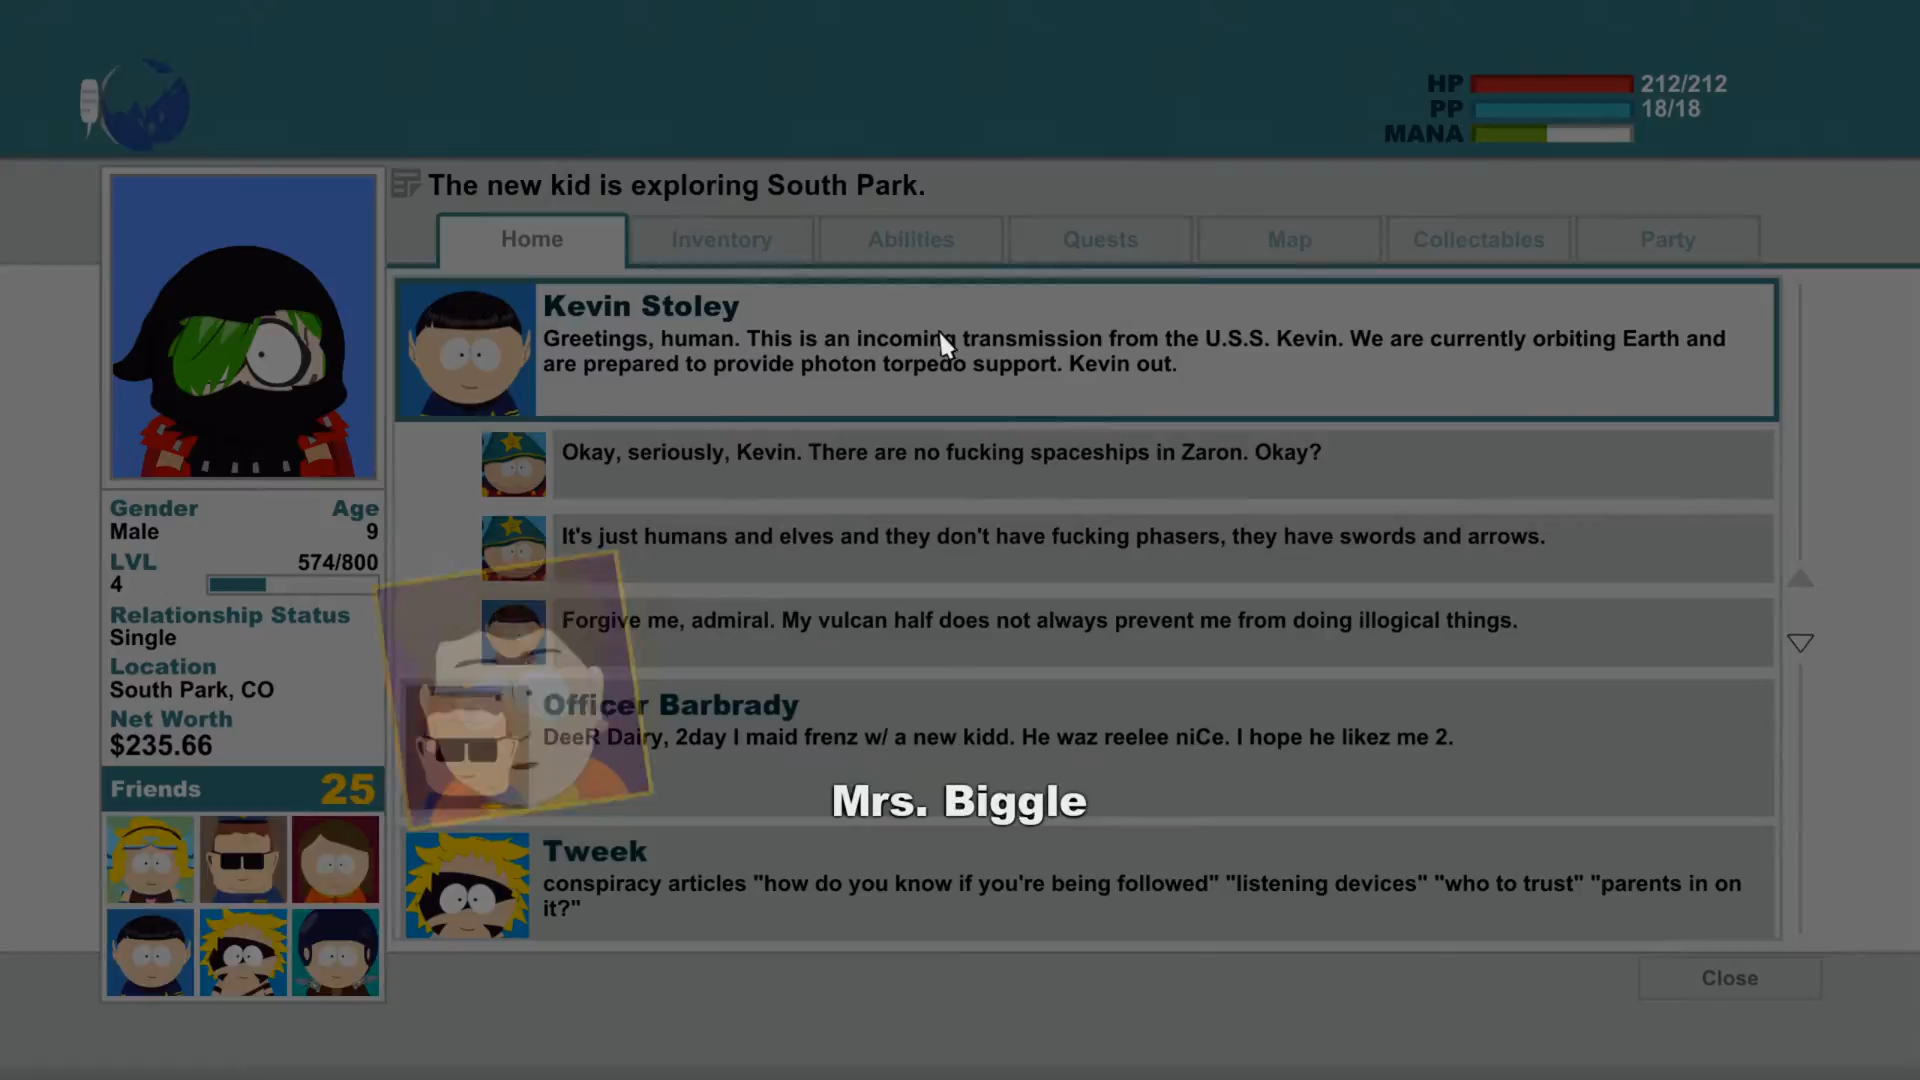 HP 212/212
PP 18/18
MANA
The new kid is exploring South Park.
Home Inventory Abilities Quests Map Collectables Party
Kevin Stoley
Greetings, human. This is an incoming transmission from the U.S.S. Kevin. We are currently orbiting Earth and
are prepared to provide photon torpedo support. Kevin out.
Okay, seriously, Kevin. There are no fucking spaceships in Zaron. Okay?
It's just humans and elves and they don't have fucking phasers, they have swords and arrows.
Forgive me, admiral. My vulcan half does not always prevent me from doing illogical things.
Officer Barbrady
DeeR Dairy, 2day I maid frenz w/ a new kidd. He waz reelee niCe. I hope he likez me 2.
Mrs. Biggle
Tweek
conspiracy articles "how do you know if you're being followed" "listening devices" "who to trust" "parents in on
it?"
Gender Age
Male 9
LVL 574/800
4
Relationship Status
Single
Location
South Park, CO
Net Worth
$235.66
Friends 25
Close